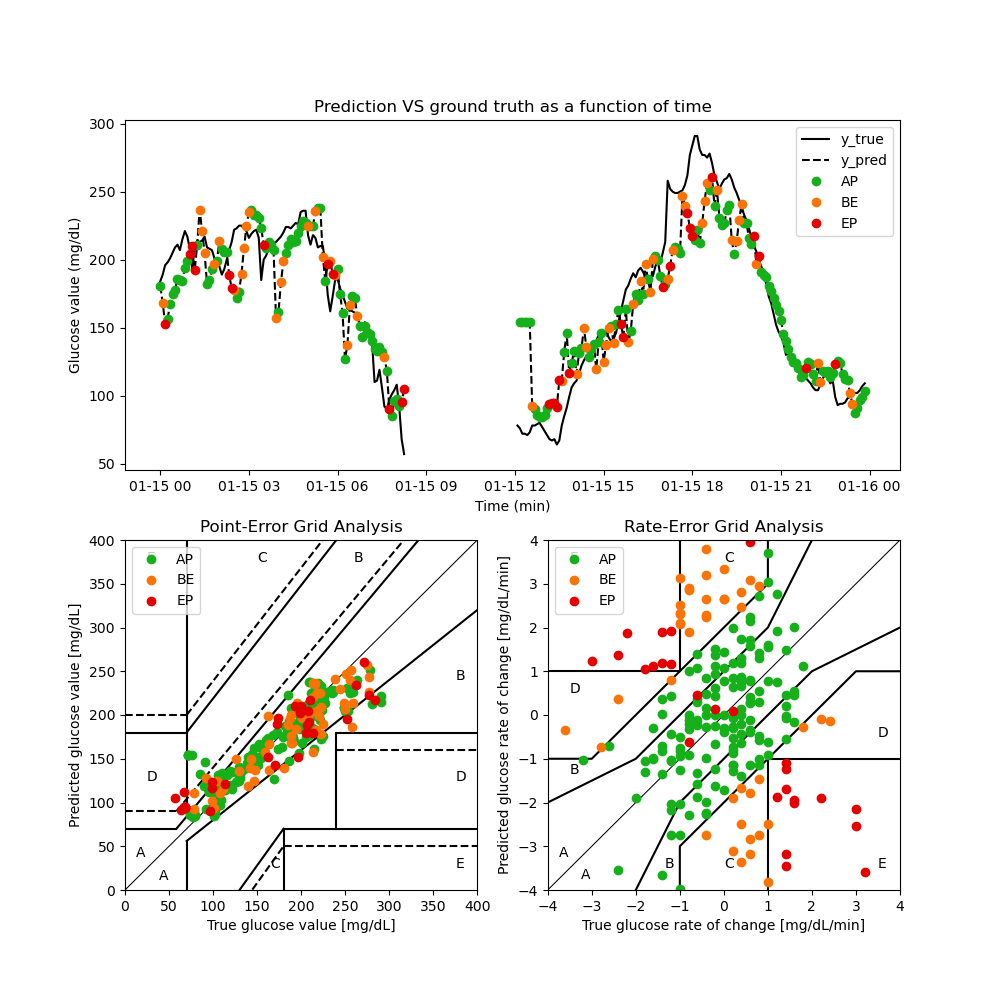 Prediction VS ground truth as a function of time
300
250
200
150
100
50
Glucose value (mg/dL)
y_true
y_pred
AP
BE
EP
01-15 00 01-15 03 01-15 06 01-15 09 01-15 12 01-15 15 01-15 18 01-15 21 01-16 00
Time (min)
Point-Error Grid Analysis
400
350
300
250
200
150
100
50
0
Predicted glucose value [mg/dL]
AP
BE
EP
C B
B
D D
A
A C E
0 50 100 150 200 250 300 350 400
True glucose value [mg/dL]
Rate-Error Grid Analysis
4
3
2
1
0
−1
−2
−3
−4
Predicted glucose rate of change [mg/dL/min]
AP
BE
EP
C
D
D
B
A
A B C E
−4 −3 −2 −1 0 1 2 3 4
True glucose rate of change [mg/dL/min]